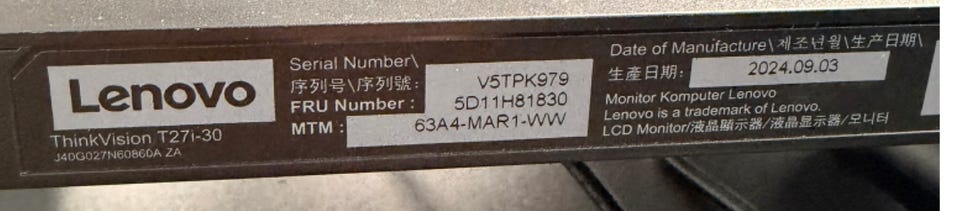 Lenovo
ThinkVision T27i-30
J40G027N60860A ZA
Serial Number\
序列号\序列號: V5TPK979
FRU Number : 5D11H81830
MTM : 63A4-MAR1-WW
Date of Manufacture\제조년월\生产日期\
生產日期: 2024.09.03
Monitor Komputer Lenovo
Lenovo is a trademark of Lenovo.
LCD Monitor/液晶顯示器/液晶显示器/모니터